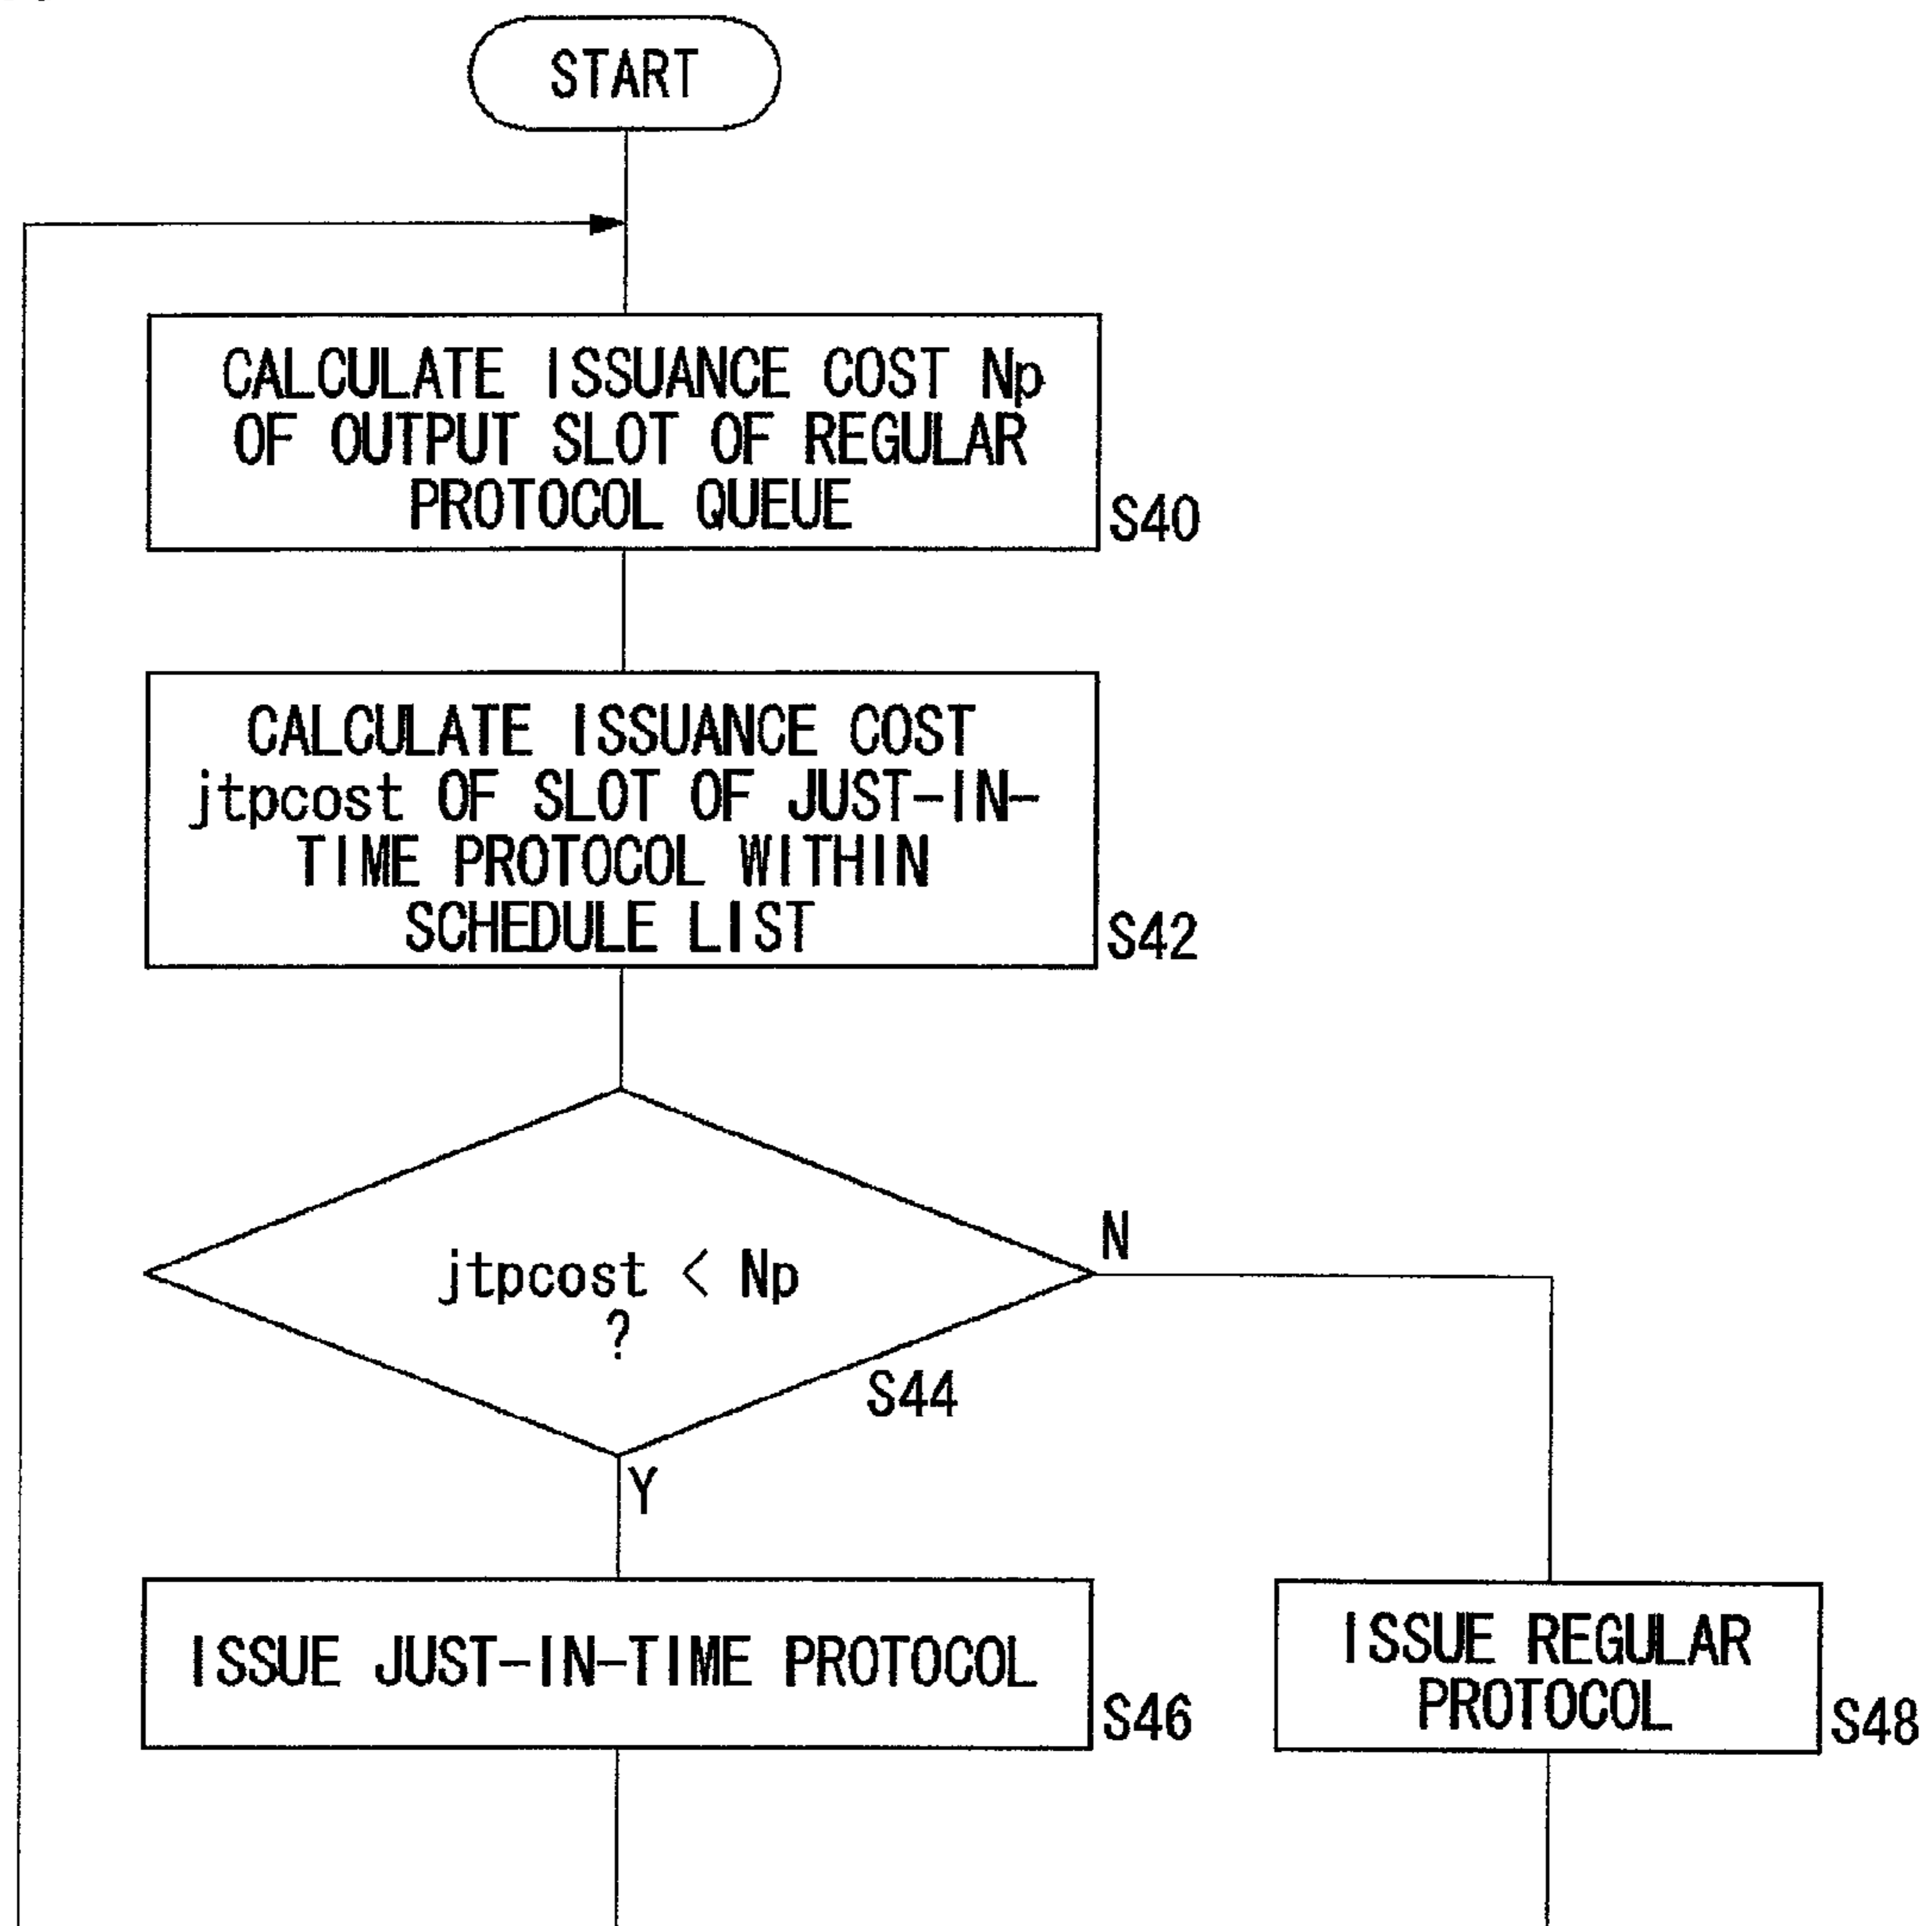 START
CALCULATE ISSUANCE COST Np
OF OUTPUT SLOT OF REGULAR
PROTOCOL QUEUE
S40
CALCULATE ISSUANCE COST
jtpcost OF SLOT OF JUST-IN-
TIME PROTOCOL WITHIN
SCHEDULE LIST
S42
jtpcost < Np
?
N
S44
Y
ISSUE JUST-IN-TIME PROTOCOL
S46
ISSUE REGULAR
PROTOCOL
S48